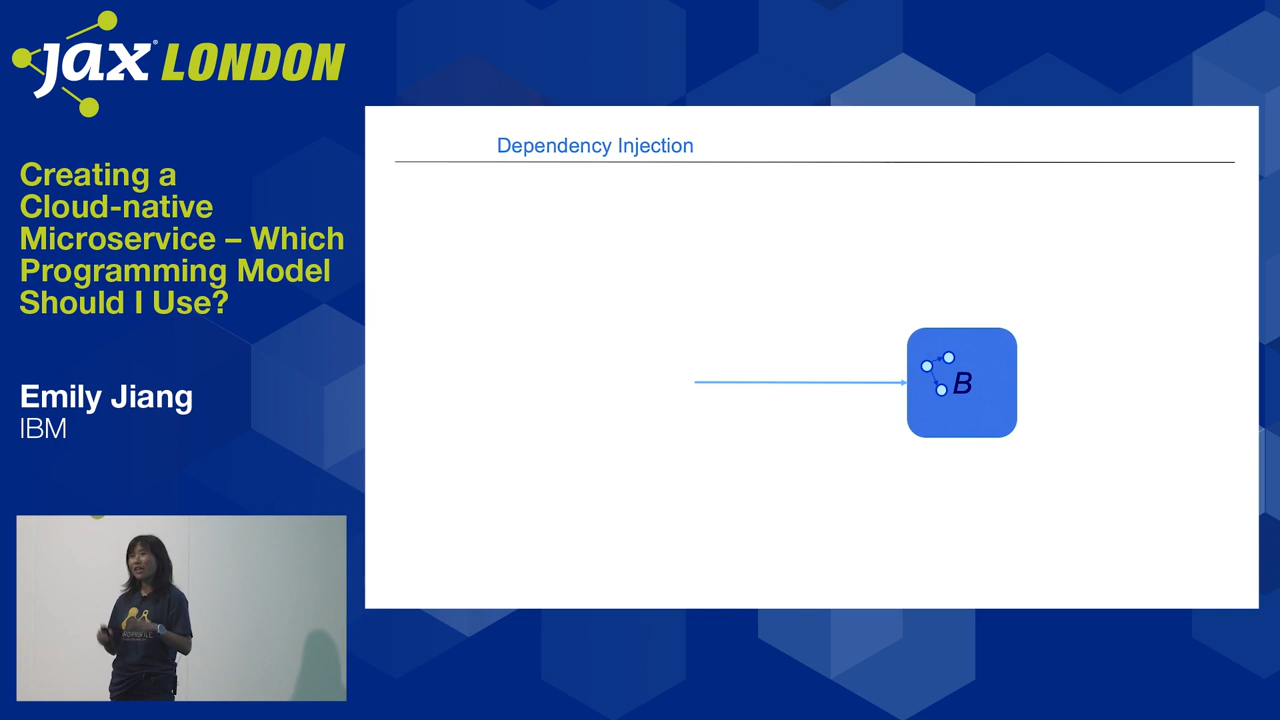 jax LONDON
Creating a
Cloud-native
Microservice – Which
Programming Model
Should I Use?
Emily Jiang
IBM
Dependency Injection
B